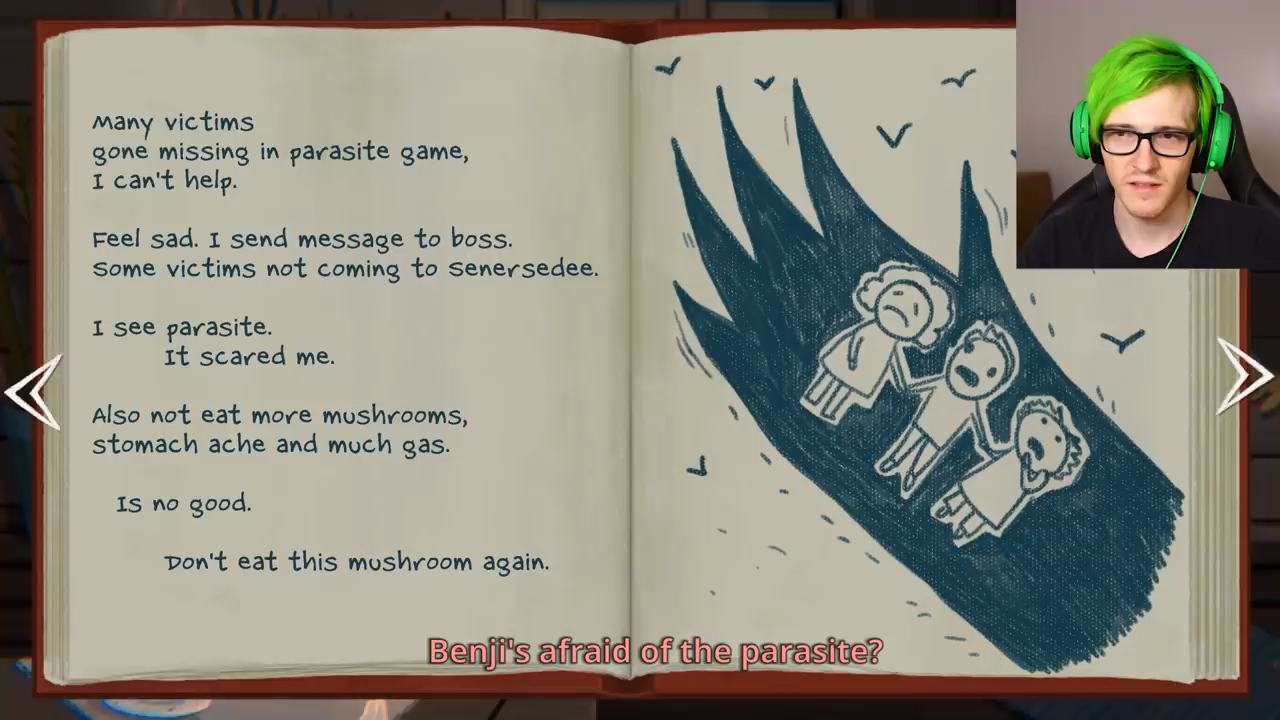 Many victims
gone missing in parasite game,
I can't help.
Feel sad. I send message to boss.
Some victims not coming to Senersedee.
I see parasite.
It scared me.
Also not eat more mushrooms,
stomach ache and much gas.
Is no good.
Don't eat this mushroom again.
Benji's afraid of the parasite?